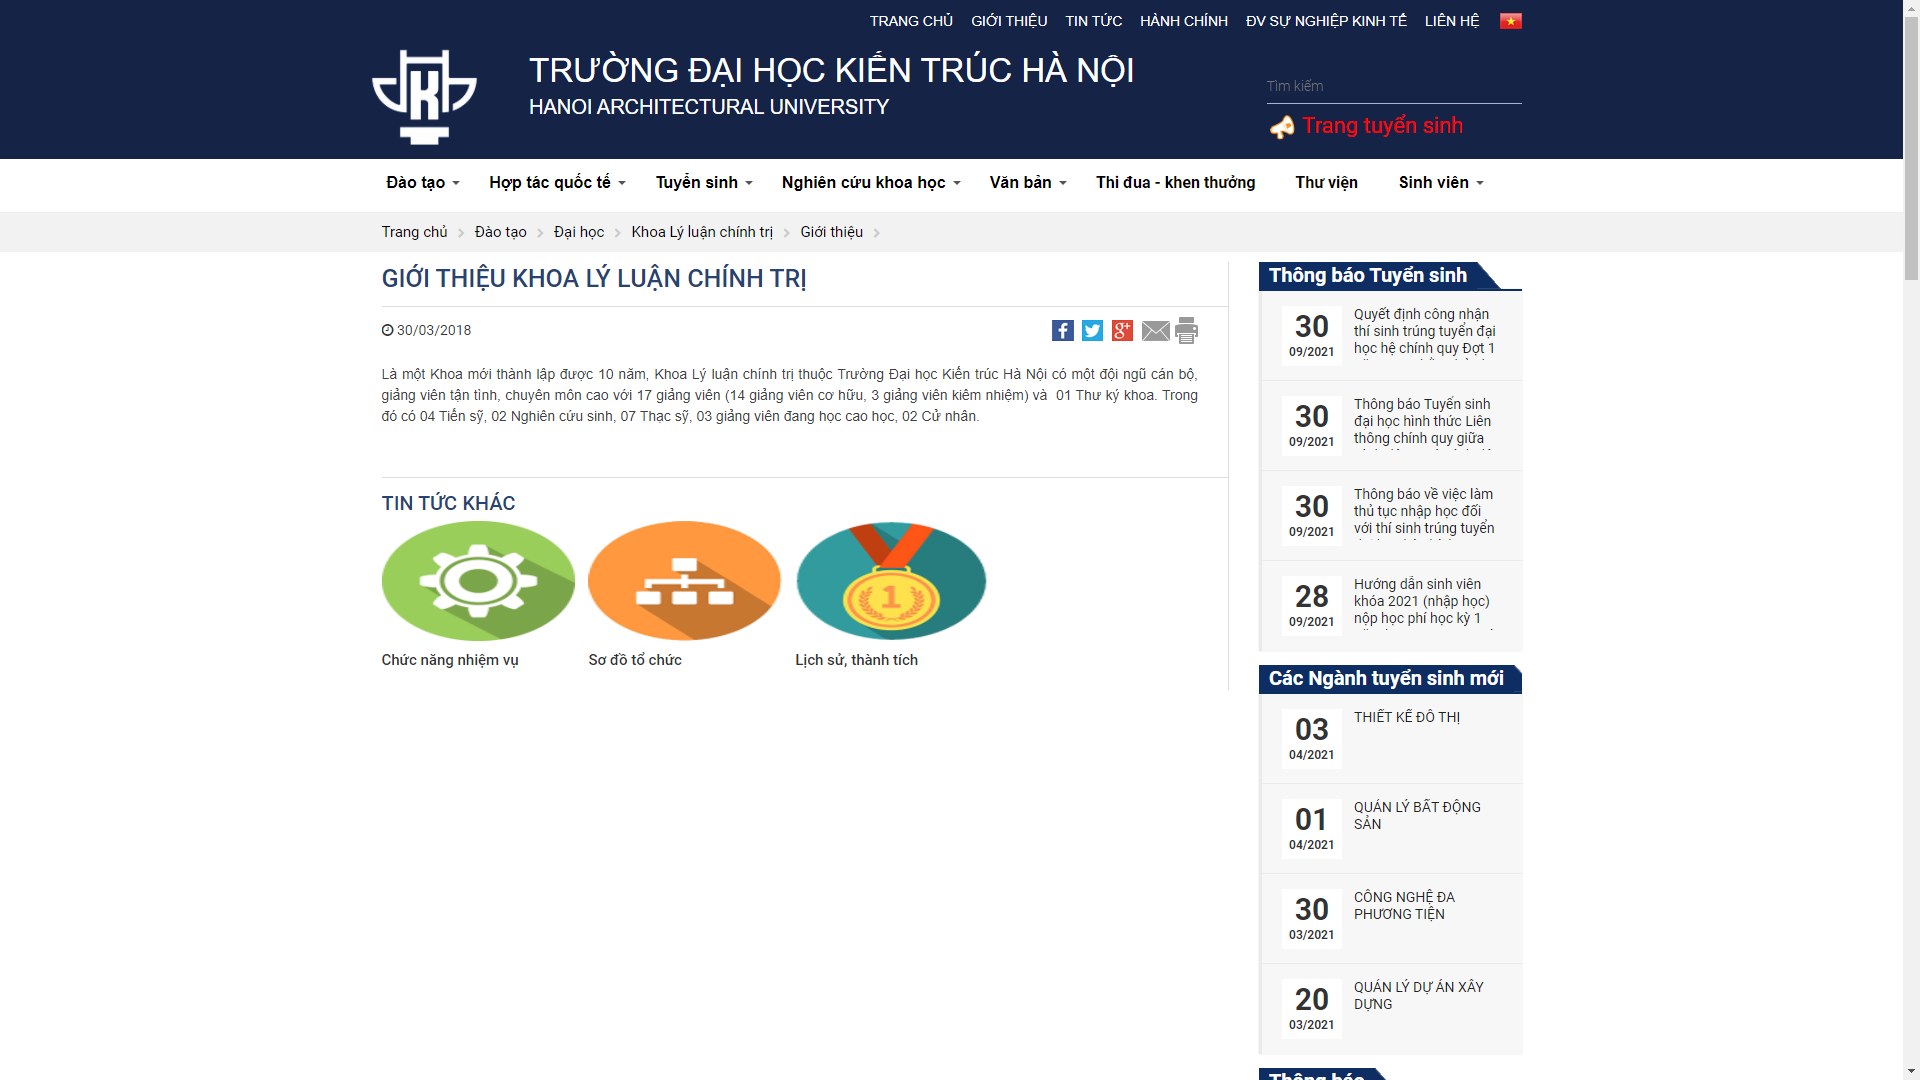 TRANG CHỦ GIỚI THIỆU TIN TỨC HÀNH CHÍNH ĐV SỰ NGHIỆP KINH TẾ LIÊN HỆ
TRƯỜNG ĐẠI HỌC KIẾN TRÚC HÀ NỘI
HANOI ARCHITECTURAL UNIVERSITY
Tìm kiếm
Trang tuyển sinh
Đào tạo Hợp tác quốc tế Tuyển sinh Nghiên cứu khoa học Văn bản Thi đua - khen thưởng Thư viện Sinh viên
Trang chủ Đào tạo Đại học Khoa Lý luận chính trị Giới thiệu
GIỚI THIỆU KHOA LÝ LUẬN CHÍNH TRỊ
30/03/2018
Là một Khoa mới thành lập được 10 năm, Khoa Lý luận chính trị thuộc Trường Đại học Kiến trúc Hà Nội có một đội ngũ cán bộ,
giảng viên tận tình, chuyên môn cao với 17 giảng viên (14 giảng viên cơ hữu, 3 giảng viên kiêm nhiệm) và 01 Thư ký khoa. Trong
đó có 04 Tiến sỹ, 02 Nghiên cứu sinh, 07 Thạc sỹ, 03 giảng viên đang học cao học, 02 Cử nhân.
TIN TỨC KHÁC
1
Chức năng nhiệm vụ
Sơ đồ tổ chức
Lịch sử, thành tích
Thông báo Tuyển sinh
30
09/2021
Quyết định công nhận
thí sinh trúng tuyển đại
học hệ chính quy Đợt 1
30
09/2021
Thông báo Tuyển sinh
đại học hình thức Liên
thông chính quy giữa
30
09/2021
Thông báo về việc làm
thủ tục nhập học đối
với thí sinh trúng tuyển
28
09/2021
Hướng dẫn sinh viên
khóa 2021 (nhập học)
nộp học phí học kỳ 1
Các Ngành tuyển sinh mới
03
04/2021
THIẾT KẾ ĐÔ THỊ
01
04/2021
QUẢN LÝ BẤT ĐỘNG
SẢN
30
03/2021
CÔNG NGHỆ ĐA
PHƯƠNG TIỆN
20
03/2021
QUẢN LÝ DỰ ÁN XÂY
DỰNG
Thông báo